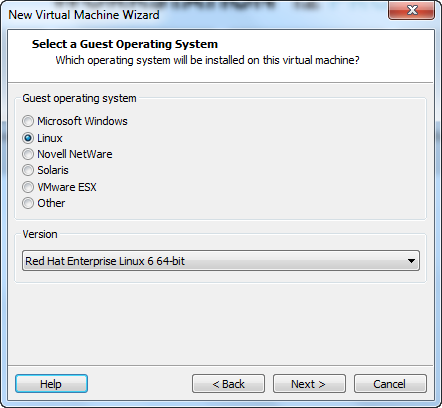 New Virtual Machine Wizard
Select a Guest Operating System
Which operating system will be installed on this virtual machine?
Guest operating system
Microsoft Windows
Linux
Novell NetWare
Solaris
VMware ESX
Other
Version
Red Hat Enterprise Linux 6 64-bit
Help
< Back
Next >
Cancel